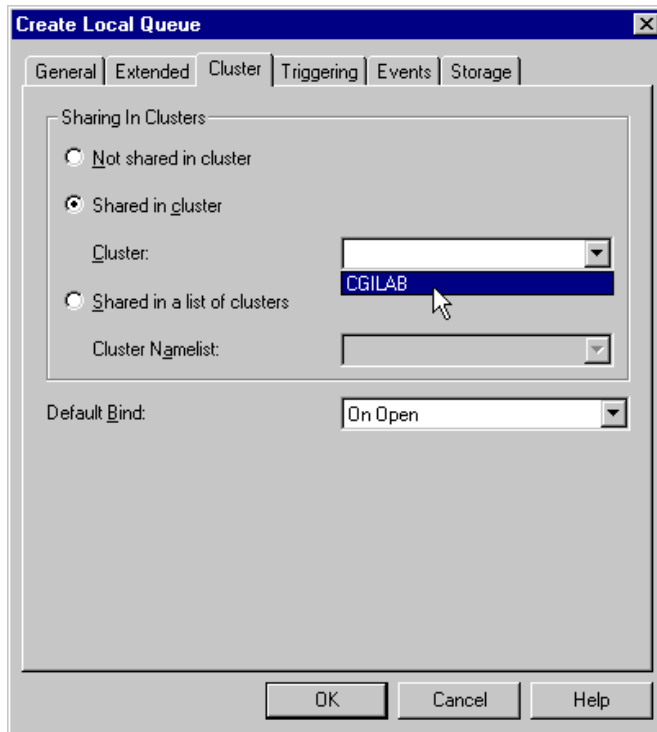 Create Local Queue
General Extended Cluster Triggering Events Storage
Sharing In Clusters
Not shared in cluster
Shared in cluster
Cluster:
CGILAB
Shared in a list of clusters
Cluster Namelist:
Default Bind: On Open
OK Cancel Help